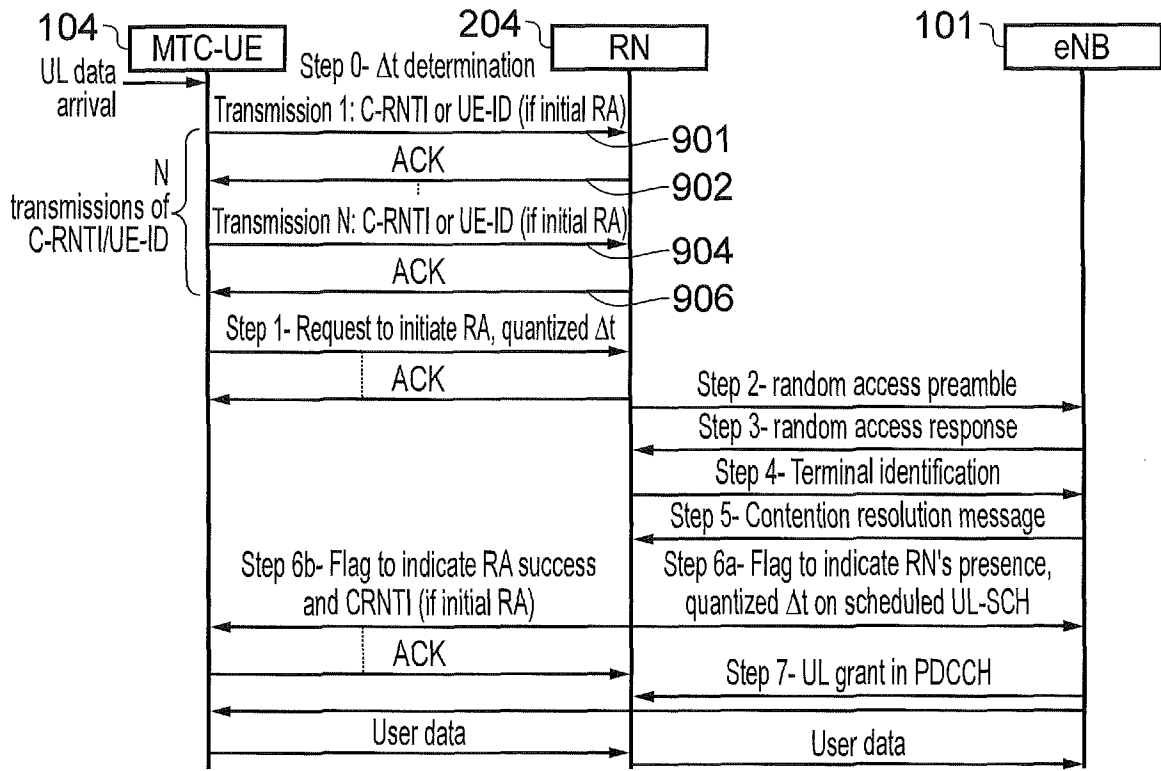 104
MTC-UE
204
RN
101
eNB
UL data
arrival
Step 0- Δt determination
Transmission 1: C-RNTI or UE-ID (if initial RA)
901
ACK
902
N
transmissions of
C-RNTI/UE-ID
Transmission N: C-RNTI or UE-ID (if initial RA)
904
ACK
906
Step 1- Request to initiate RA, quantized Δt
ACK
Step 2- random access preamble
Step 3- random access response
Step 4- Terminal identification
Step 5- Contention resolution message
Step 6b- Flag to indicate RA success
and CRNTI (if initial RA)
Step 6a- Flag to indicate RN's presence,
quantized Δt on scheduled UL-SCH
ACK
Step 7- UL grant in PDCCH
User data
User data